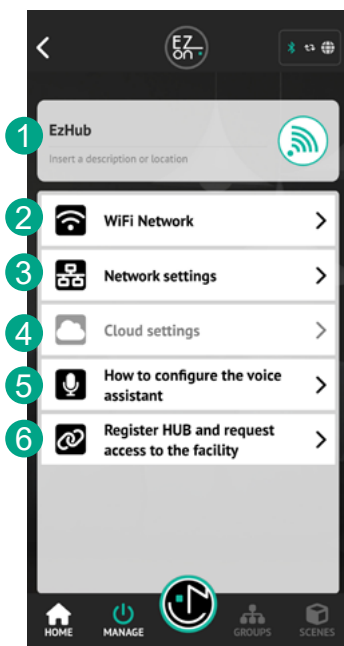 EZ
on
1
EzHub
Insert a description or location
2
WiFi Network
3
Network settings
4
Cloud settings
5
How to configure the voice
assistant
6
Register HUB and request
access to the facility
HOME
MANAGE
GROUPS
SCENES